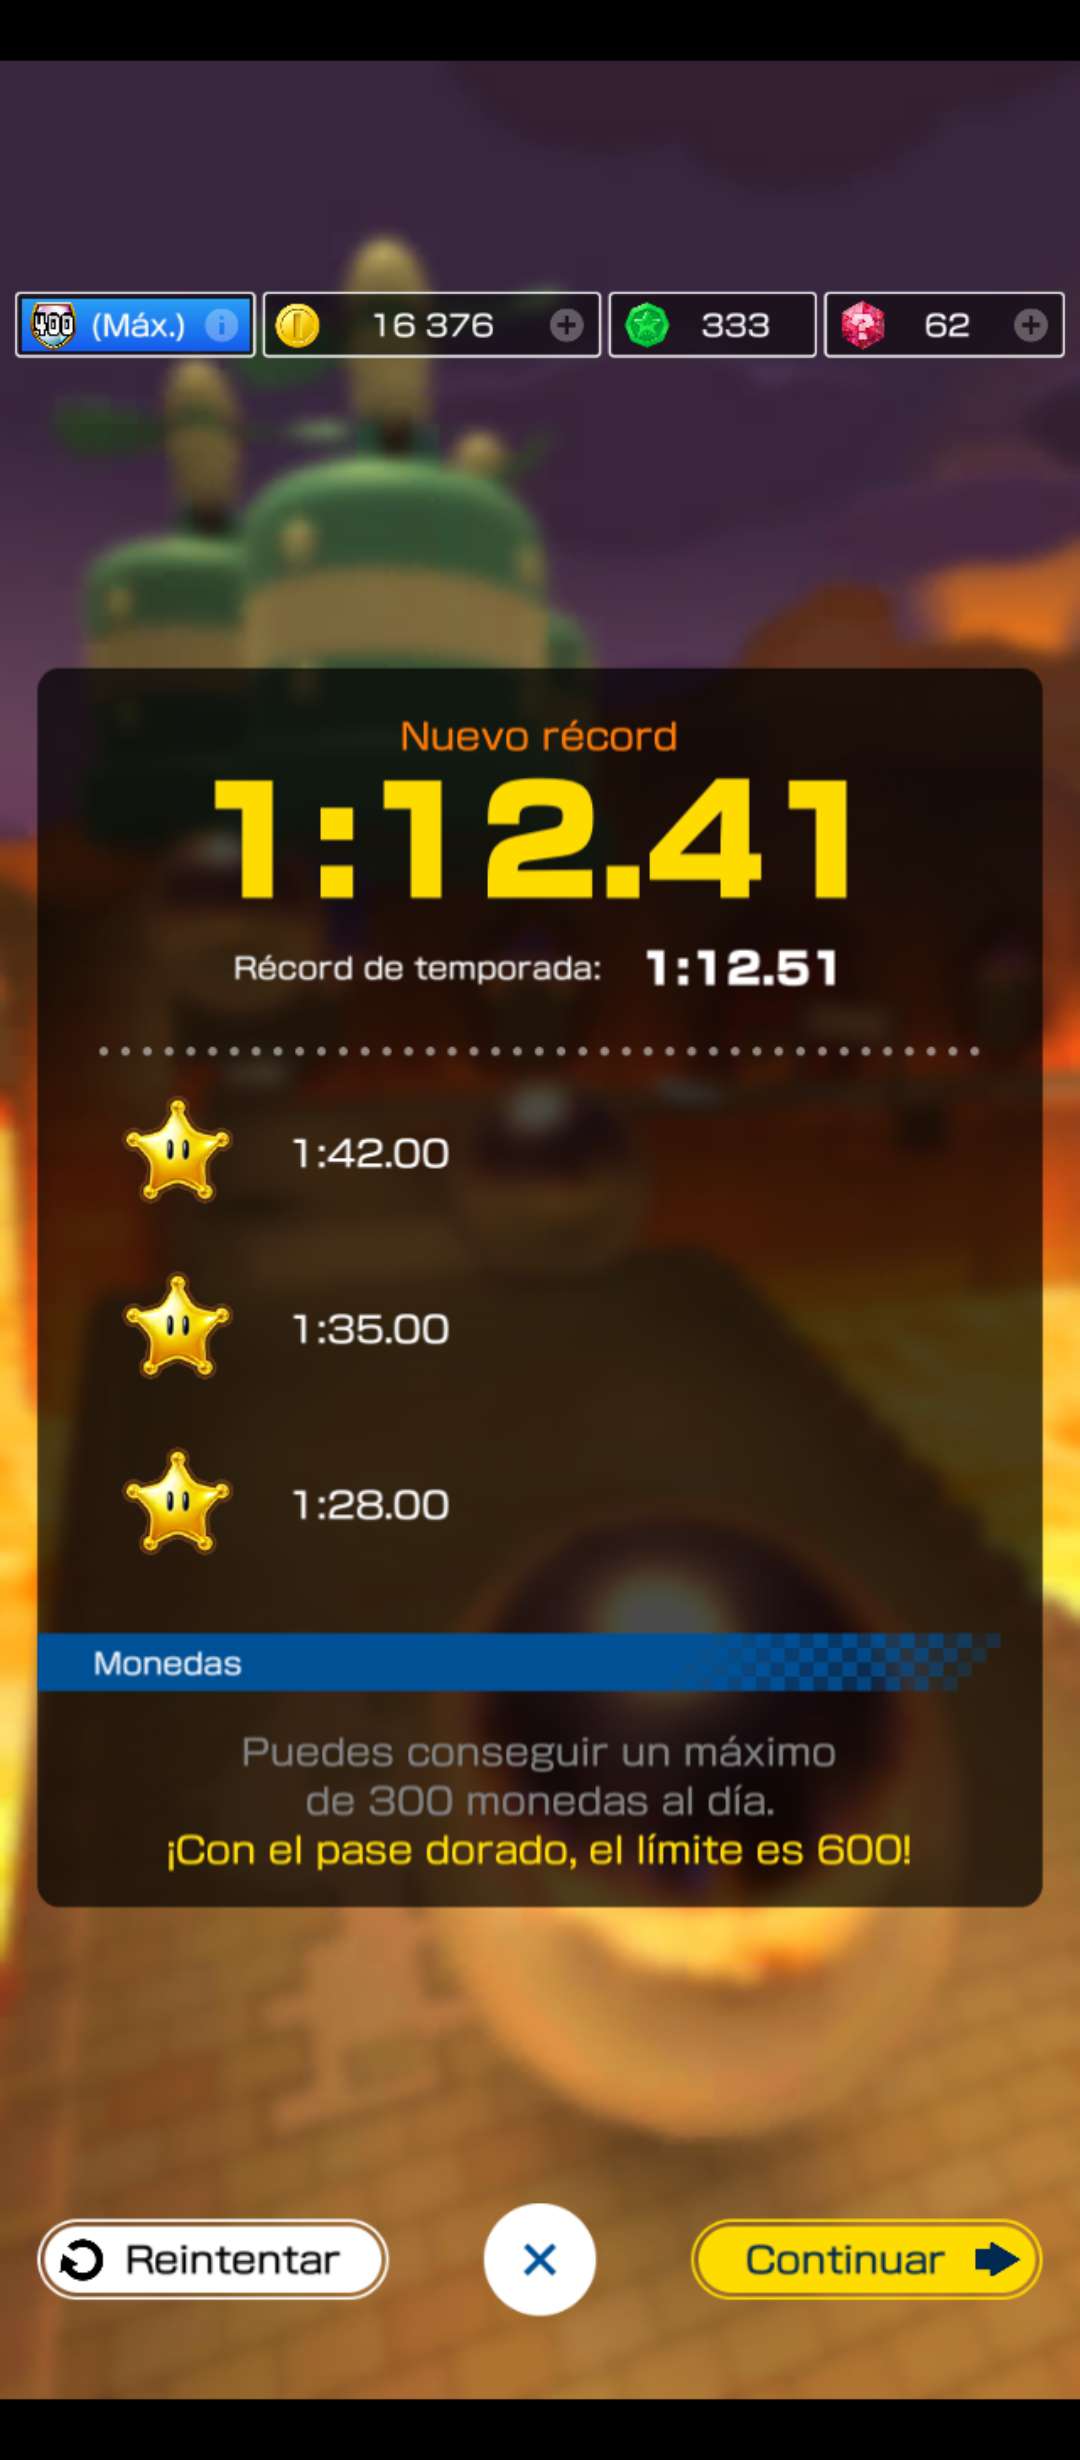 400 (Máx.) i 16 376 + 333 ? 62 +
Nuevo récord
1:12.41
Récord de temporada: 1:12.51
1:42.00
1:35.00
1:28.00
Monedas
Puedes conseguir un máximo
de 300 monedas al día.
¡Con el pase dorado, el límite es 600!
Reintentar × Continuar